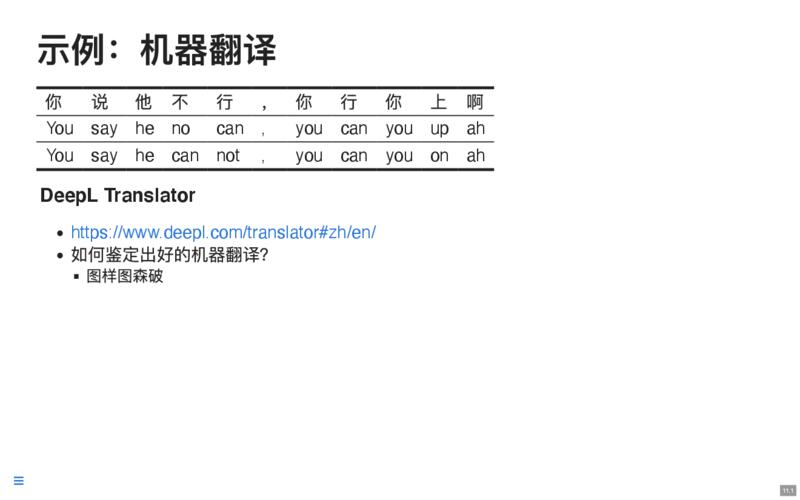 示例：机器翻译
你 说 他 不 行 ， 你 行 你 上 啊
You say he no can , you can you up ah
You say he can not , you can you on ah
DeepL Translator
• https://www.deepl.com/translator#zh/en/
• 如何鉴定出好的机器翻译?
▪ 图样图森破
11.1